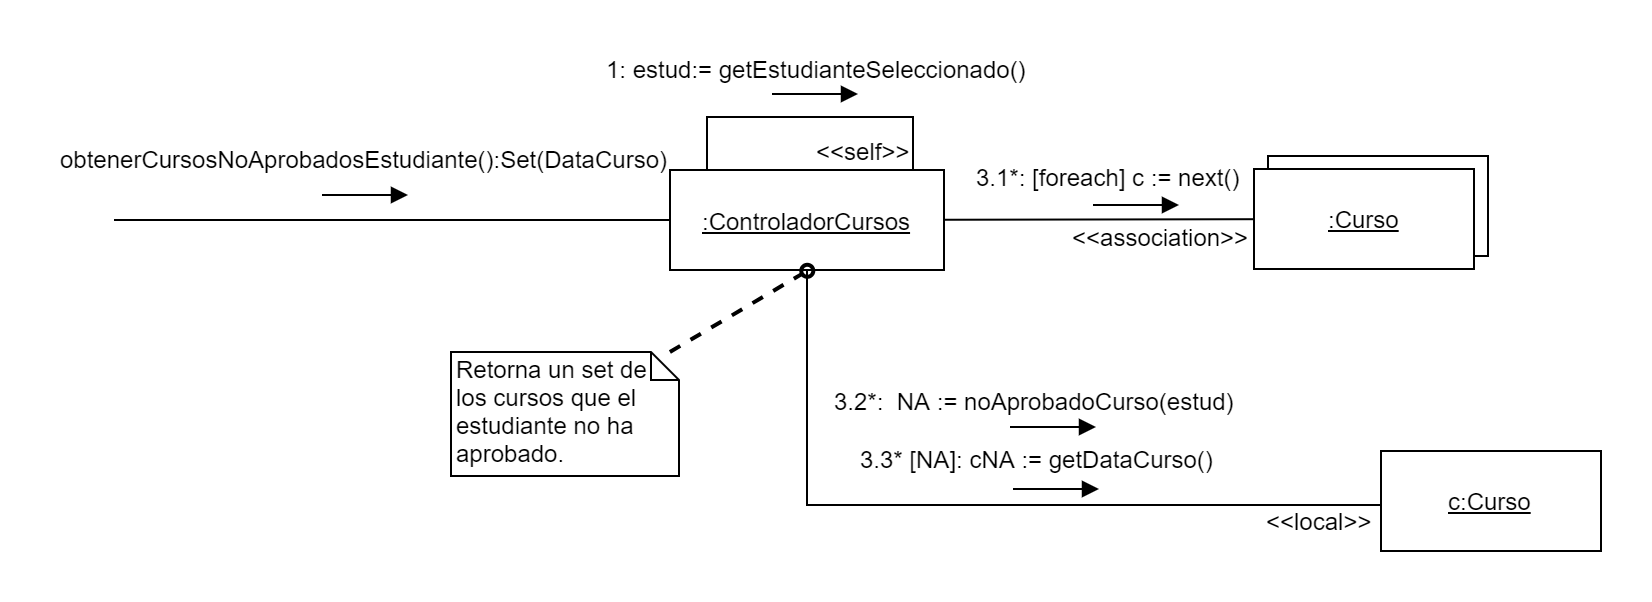 1: estud:= getEstudianteSeleccionado()
obtenerCursosNoAprobadosEstudiante():Set(DataCurso)
<<self>>
3.1*: [foreach] c := next()
:ControladorCursos
:Curso
<<association>>
Retorna un set de
los cursos que el
estudiante no ha
aprobado.
3.2*: NA := noAprobadoCurso(estud)
3.3* [NA]: cNA := getDataCurso()
c:Curso
<<local>>